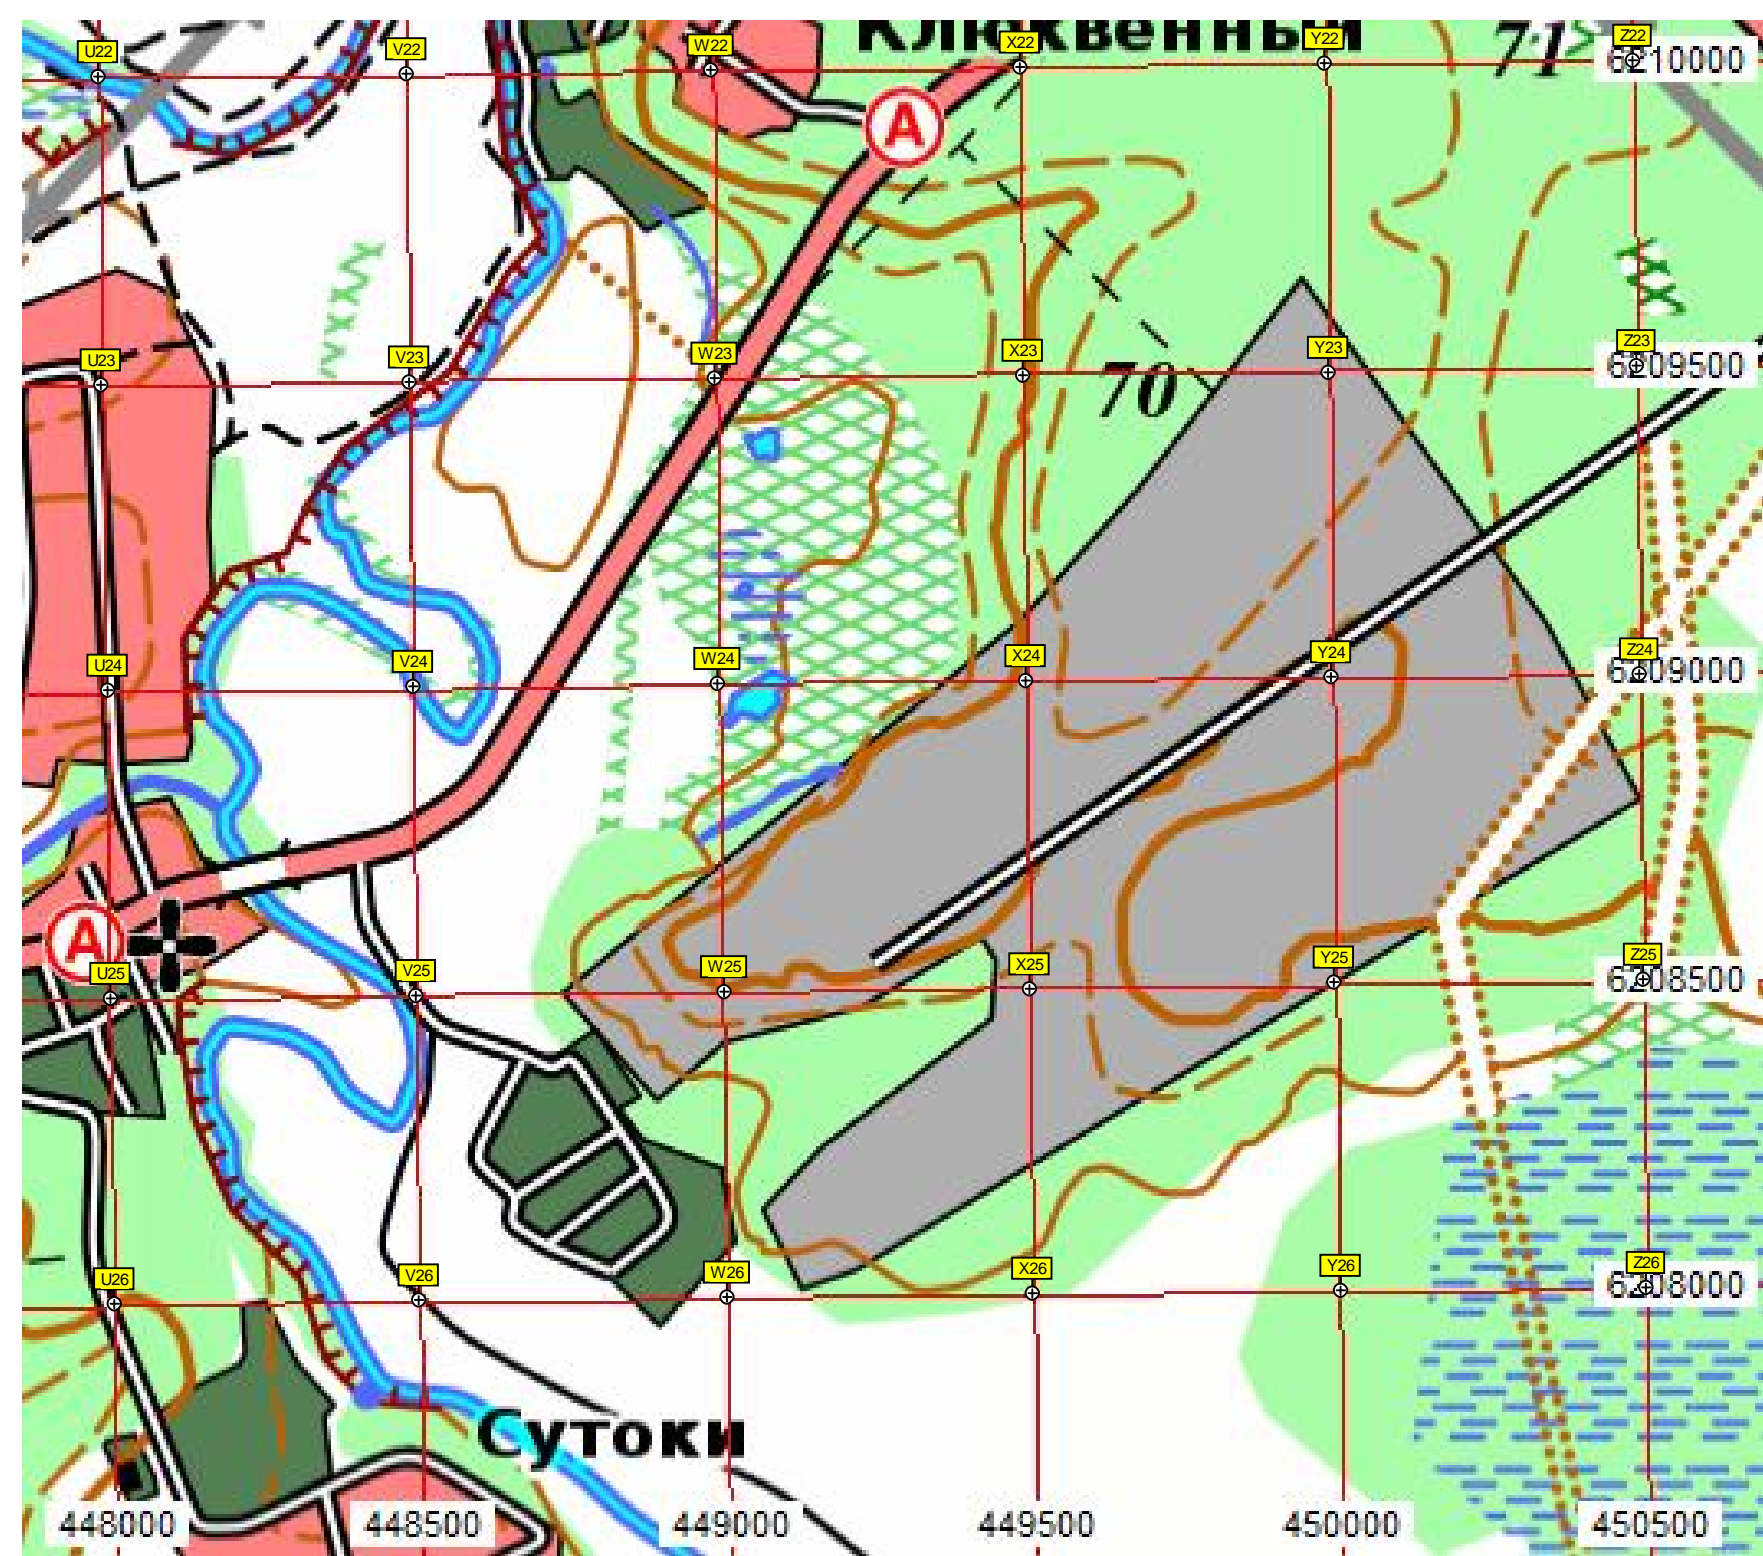 Клюквенный
71
U22 V22 W22 X22 Y22 Z22
6210000
A
U23 V23 W23 X23 Y23 Z23
6209500
70
U24 V24 W24 X24 Y24 Z24
6209000
A
U25 V25 W25 X25 Y25 Z25
6208500
U26 V26 W26 X26 Y26 Z26
6208000
Сутоки
448000 448500 449000 449500 450000 450500